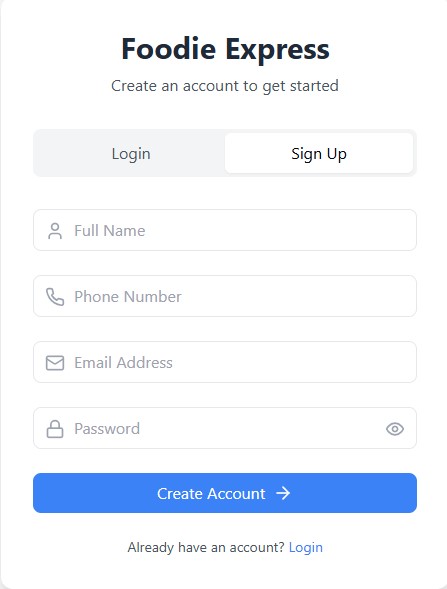 Foodie Express
Create an account to get started
Login
Sign Up
Full Name
Phone Number
Email Address
Password
Create Account
Already have an account? Login